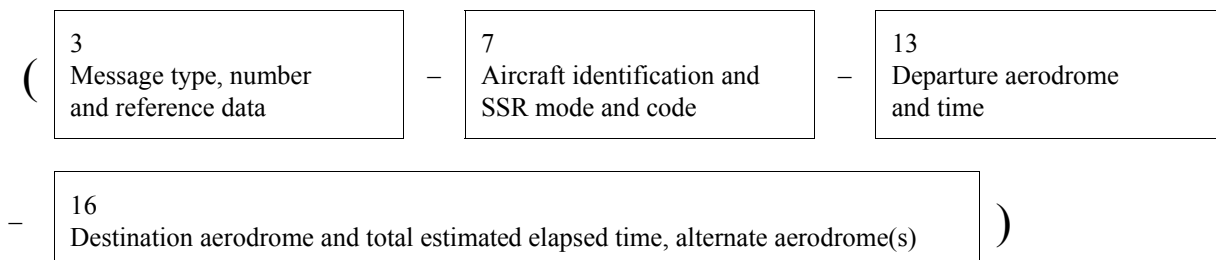 ( 3 – 7 – 13
Message type, number Aircraft identification and Departure aerodrome
and reference data SSR mode and code and time
– 16 )
Destination aerodrome and total estimated elapsed time, alternate aerodrome(s)